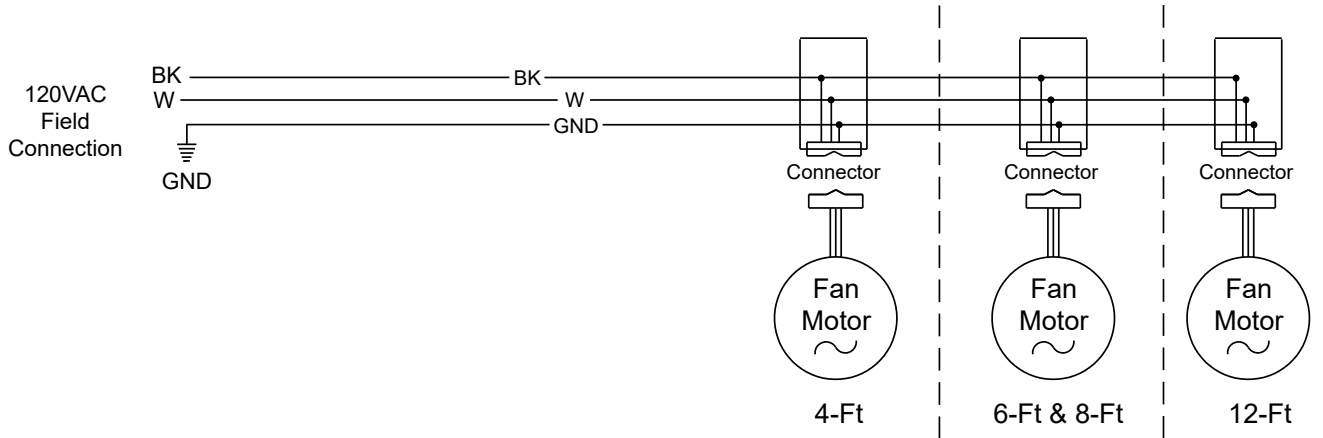 120VAC
Field
Connection
BK
W
GND
BK
W
GND
Connector
Connector
Connector
Fan
Motor
Fan
Motor
Fan
Motor
4-Ft
6-Ft & 8-Ft
12-Ft